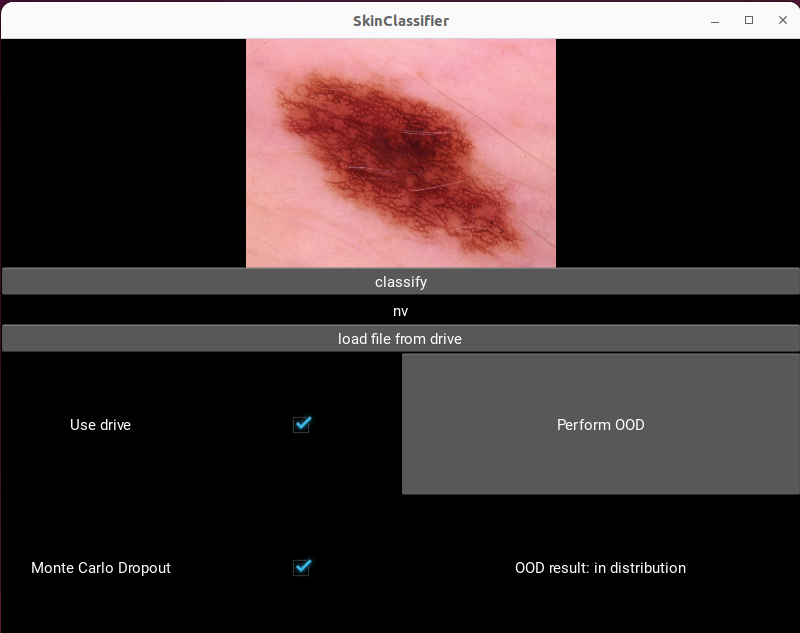 SkinClassifier
classify
nv
load file from drive
Use drive
Perform OOD
Monte Carlo Dropout
OOD result: in distribution